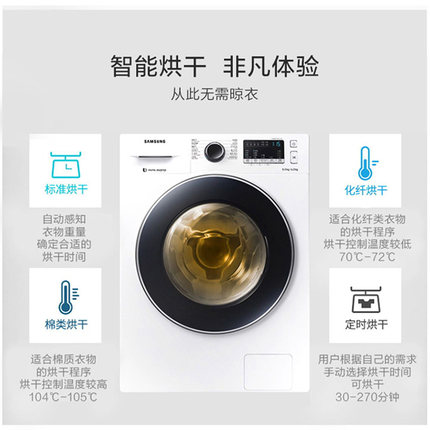 智能烘干 非凡体验
从此无需晾衣
标准烘干
自动感知
衣物重量
确定合适的
烘干时间
棉类烘干
适合棉质衣物
的烘干程序
烘干控制温度较高
104℃-105℃
SAMSUNG
化纤烘干
适合化纤类衣物
的烘干程序
烘干控制温度较低
70℃-72℃
定时烘干
用户根据自己的需求
手动选择烘干时间
可烘干
30-270分钟